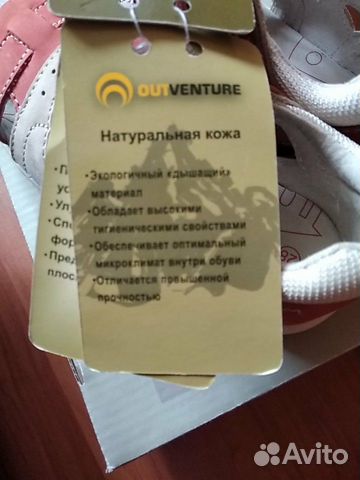 OUTVENTURE
Натуральная кожа
•Экологичный «дышащий»
материал
•Обладает высокими
гигиеническими свойствами
•Обеспечивает оптимальный
микроклимат внутри обуви
•Отличается повышенной
прочностью
Avito